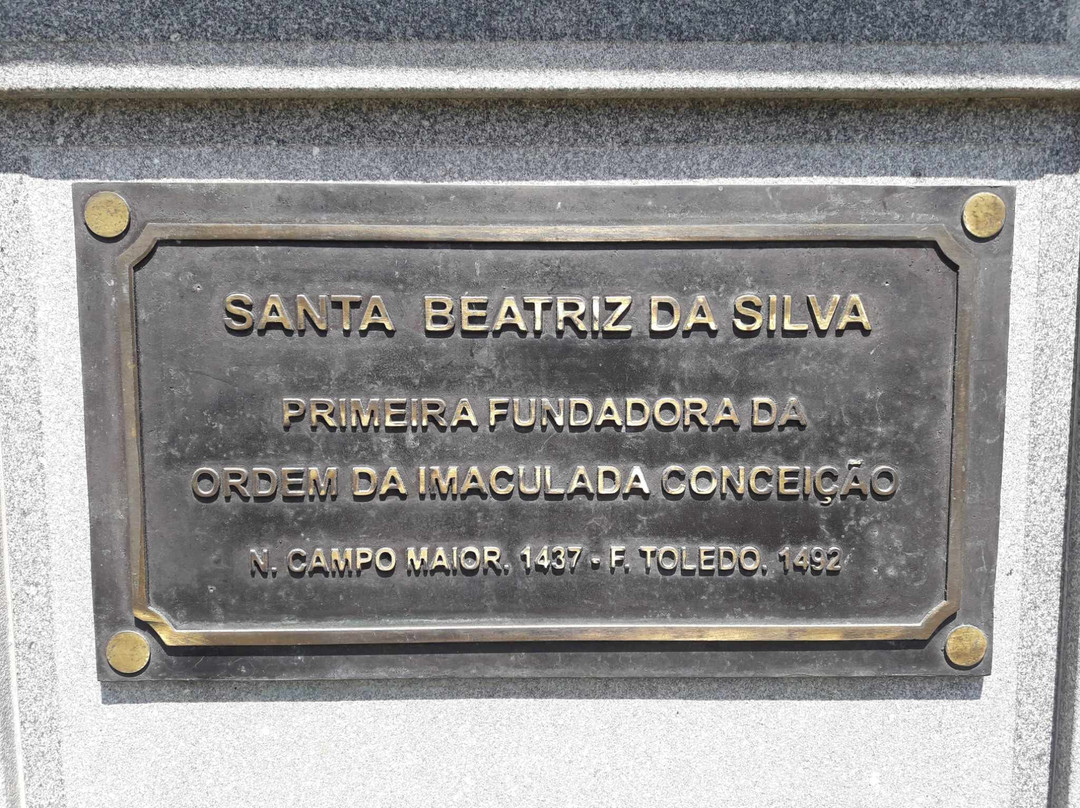 SANTA BEATRIZ DA SILVA
PRIMEIRA FUNDADORA DA
ORDEM DA IMACULADA CONCEIÇÃO
N. CAMPO MAIOR. 1437 - F. TOLEDO. 1492